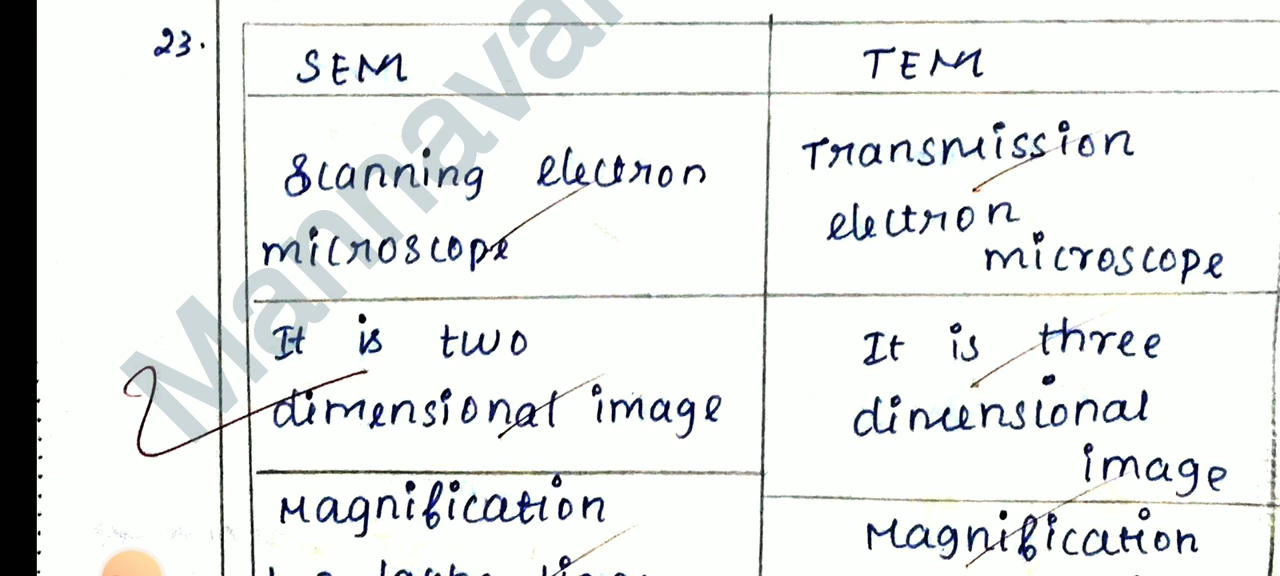 23.
SEM TEM
Scanning electron
microscope
Transmission
electron
microscope
It is two
dimensional image
It is three
dimensional
image
Magnification
Magnification
2